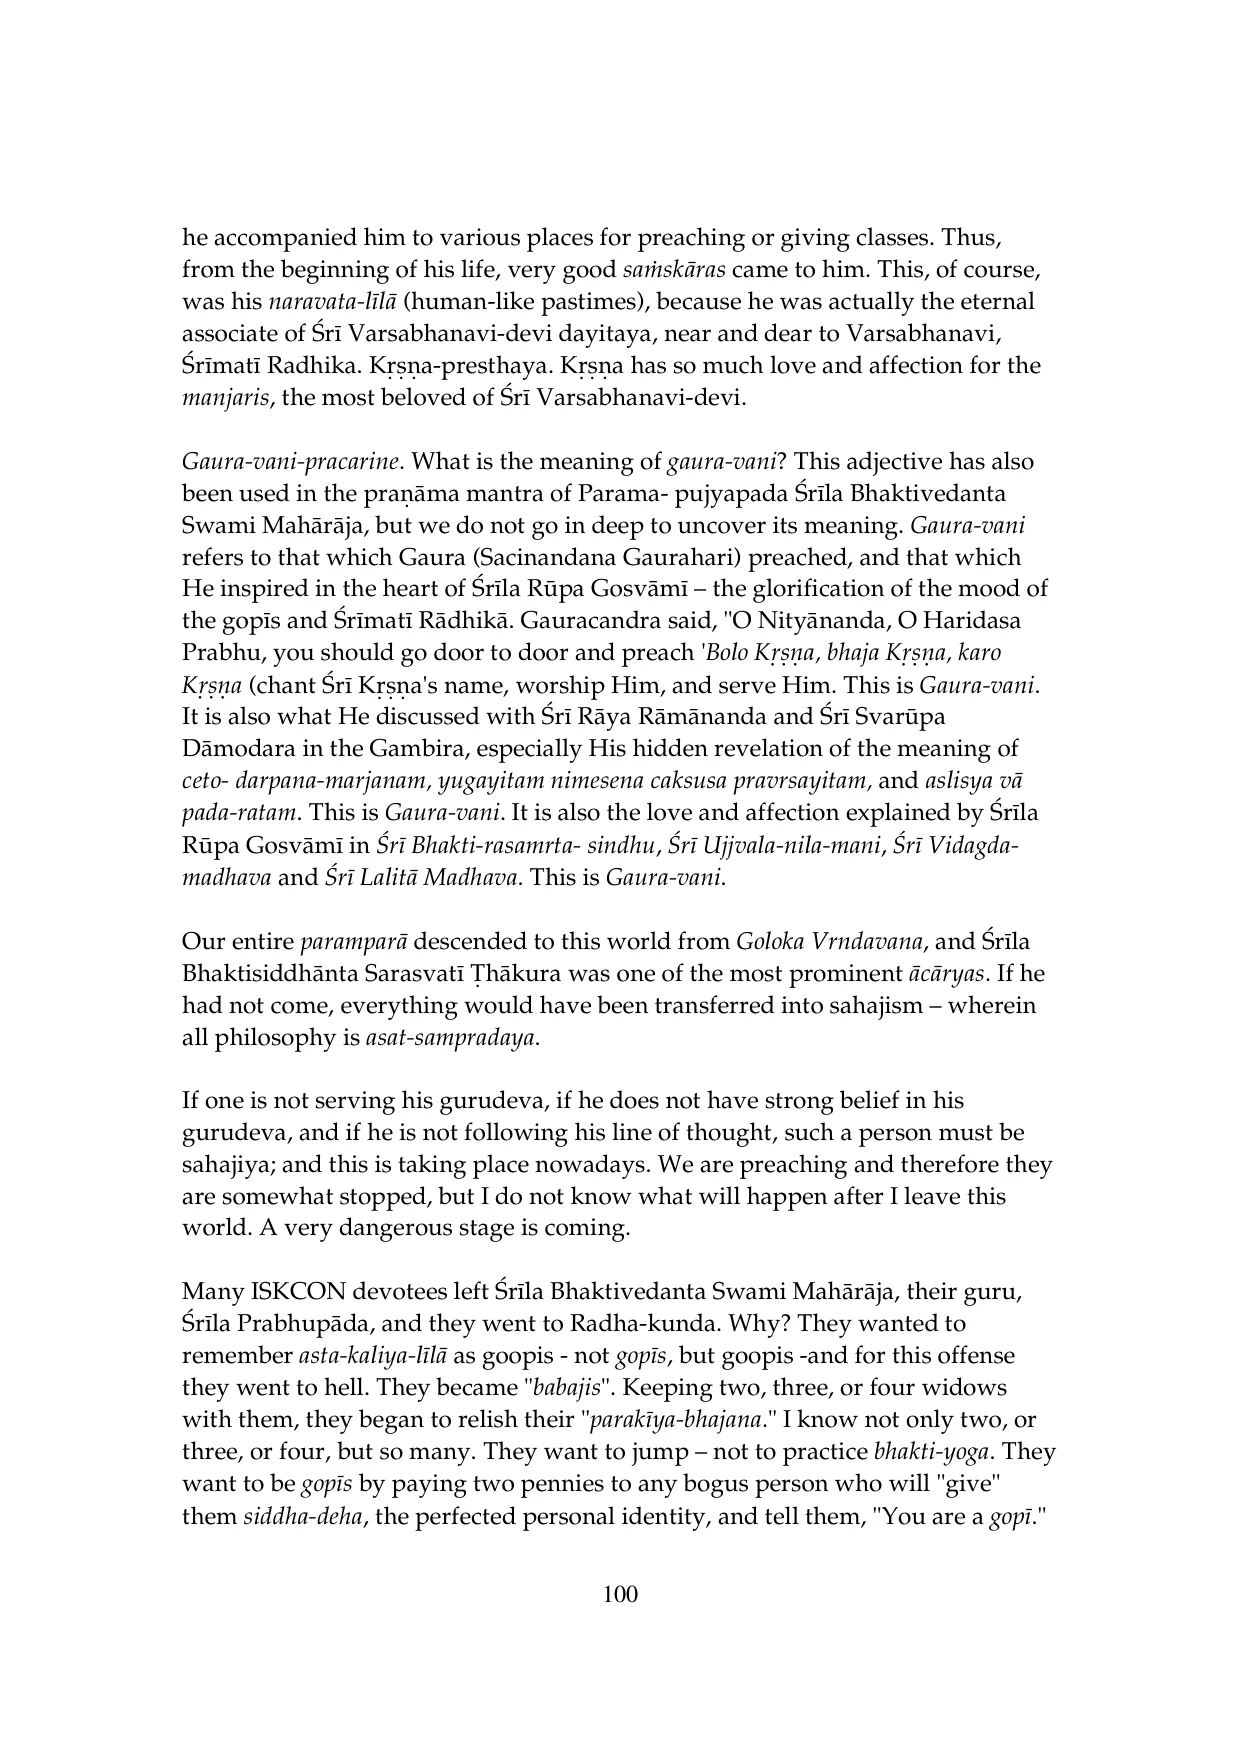 he accompanied him to various places for preaching or giving classes. Thus,
from the beginning of his life, very good saṁskāras came to him. This, of course,
was his naravata-līlā (human-like pastimes), because he was actually the eternal
associate of Śrī Varsabhanavi-devi dayitaya, near and dear to Varsabhanavi,
Śrīmatī Radhika. Kṛṣṇa-presthaya. Kṛṣṇa has so much love and affection for the
manjaris, the most beloved of Śrī Varsabhanavi-devi.
Gaura-vani-pracarine. What is the meaning of gaura-vani? This adjective has also
been used in the praṇāma mantra of Parama- pujyapada Śrīla Bhaktivedanta
Swami Mahārāja, but we do not go in deep to uncover its meaning. Gaura-vani
refers to that which Gaura (Sacinandana Gaurahari) preached, and that which
He inspired in the heart of Śrīla Rūpa Gosvāmī – the glorification of the mood of
the gopīs and Śrīmatī Rādhikā. Gauracandra said, "O Nityānanda, O Haridasa
Prabhu, you should go door to door and preach 'Bolo Kṛṣṇa, bhaja Kṛṣṇa, karo
Kṛṣṇa (chant Śrī Kṛṣṇa's name, worship Him, and serve Him. This is Gaura-vani.
It is also what He discussed with Śrī Rāya Rāmānanda and Śrī Svarūpa
Dāmodara in the Gambira, especially His hidden revelation of the meaning of
ceto- darpana-marjanam, yugayitam nimesena caksusa pravrsayitam, and aslisya vā
pada-ratam. This is Gaura-vani. It is also the love and affection explained by Śrīla
Rūpa Gosvāmī in Śrī Bhakti-rasamrta- sindhu, Śrī Ujjvala-nila-mani, Śrī Vidagda-
madhava and Śrī Lalitā Madhava. This is Gaura-vani.
Our entire paramparā descended to this world from Goloka Vrndavana, and Śrīla
Bhaktisiddhānta Sarasvatī Ṭhākura was one of the most prominent ācāryas. If he
had not come, everything would have been transferred into sahajism – wherein
all philosophy is asat-sampradaya.
If one is not serving his gurudeva, if he does not have strong belief in his
gurudeva, and if he is not following his line of thought, such a person must be
sahajiya; and this is taking place nowadays. We are preaching and therefore they
are somewhat stopped, but I do not know what will happen after I leave this
world. A very dangerous stage is coming.
Many ISKCON devotees left Śrīla Bhaktivedanta Swami Mahārāja, their guru,
Śrīla Prabhupāda, and they went to Radha-kunda. Why? They wanted to
remember asta-kaliya-līlā as goopis - not gopīs, but goopis -and for this offense
they went to hell. They became "babajis". Keeping two, three, or four widows
with them, they began to relish their "parakīya-bhajana." I know not only two, or
three, or four, but so many. They want to jump – not to practice bhakti-yoga. They
want to be gopīs by paying two pennies to any bogus person who will "give"
them siddha-deha, the perfected personal identity, and tell them, "You are a gopī."
100